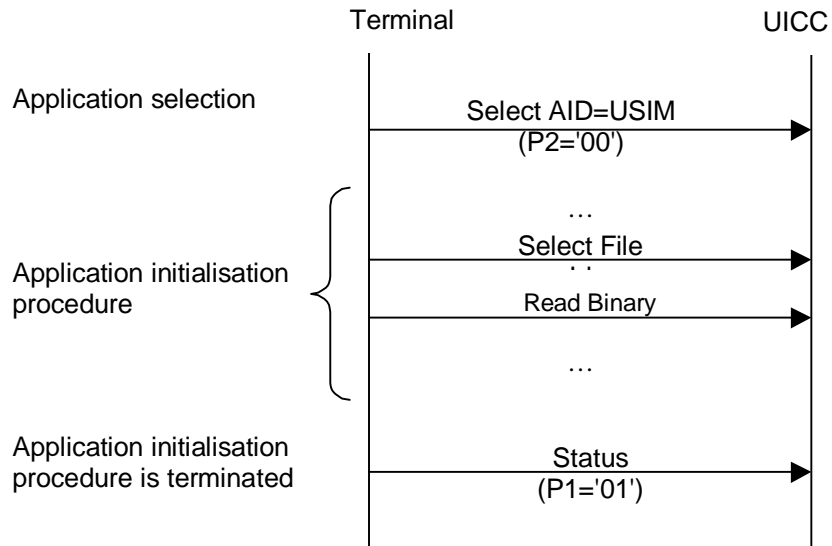 Terminal
UICC
Application selection
Select AID=USIM
(P2='00')
...
Select File
. .
Application initialisation
procedure
Read Binary
...
Application initialisation
procedure is terminated
Status
(P1='01')